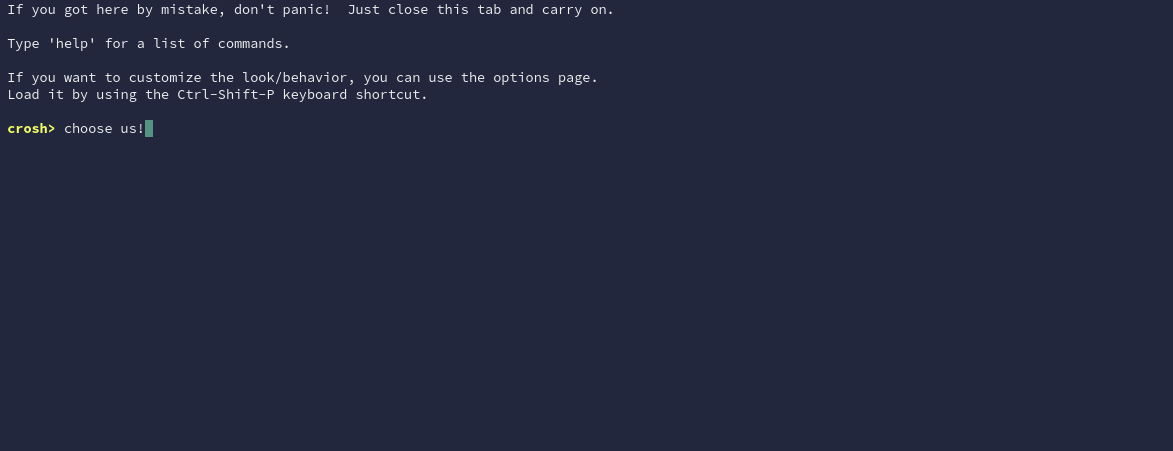 If you got here by mistake, don't panic!  Just close this tab and carry on.
Type 'help' for a list of commands.
If you want to customize the look/behavior, you can use the options page.
Load it by using the Ctrl-Shift-P keyboard shortcut.
crosh> choose us!